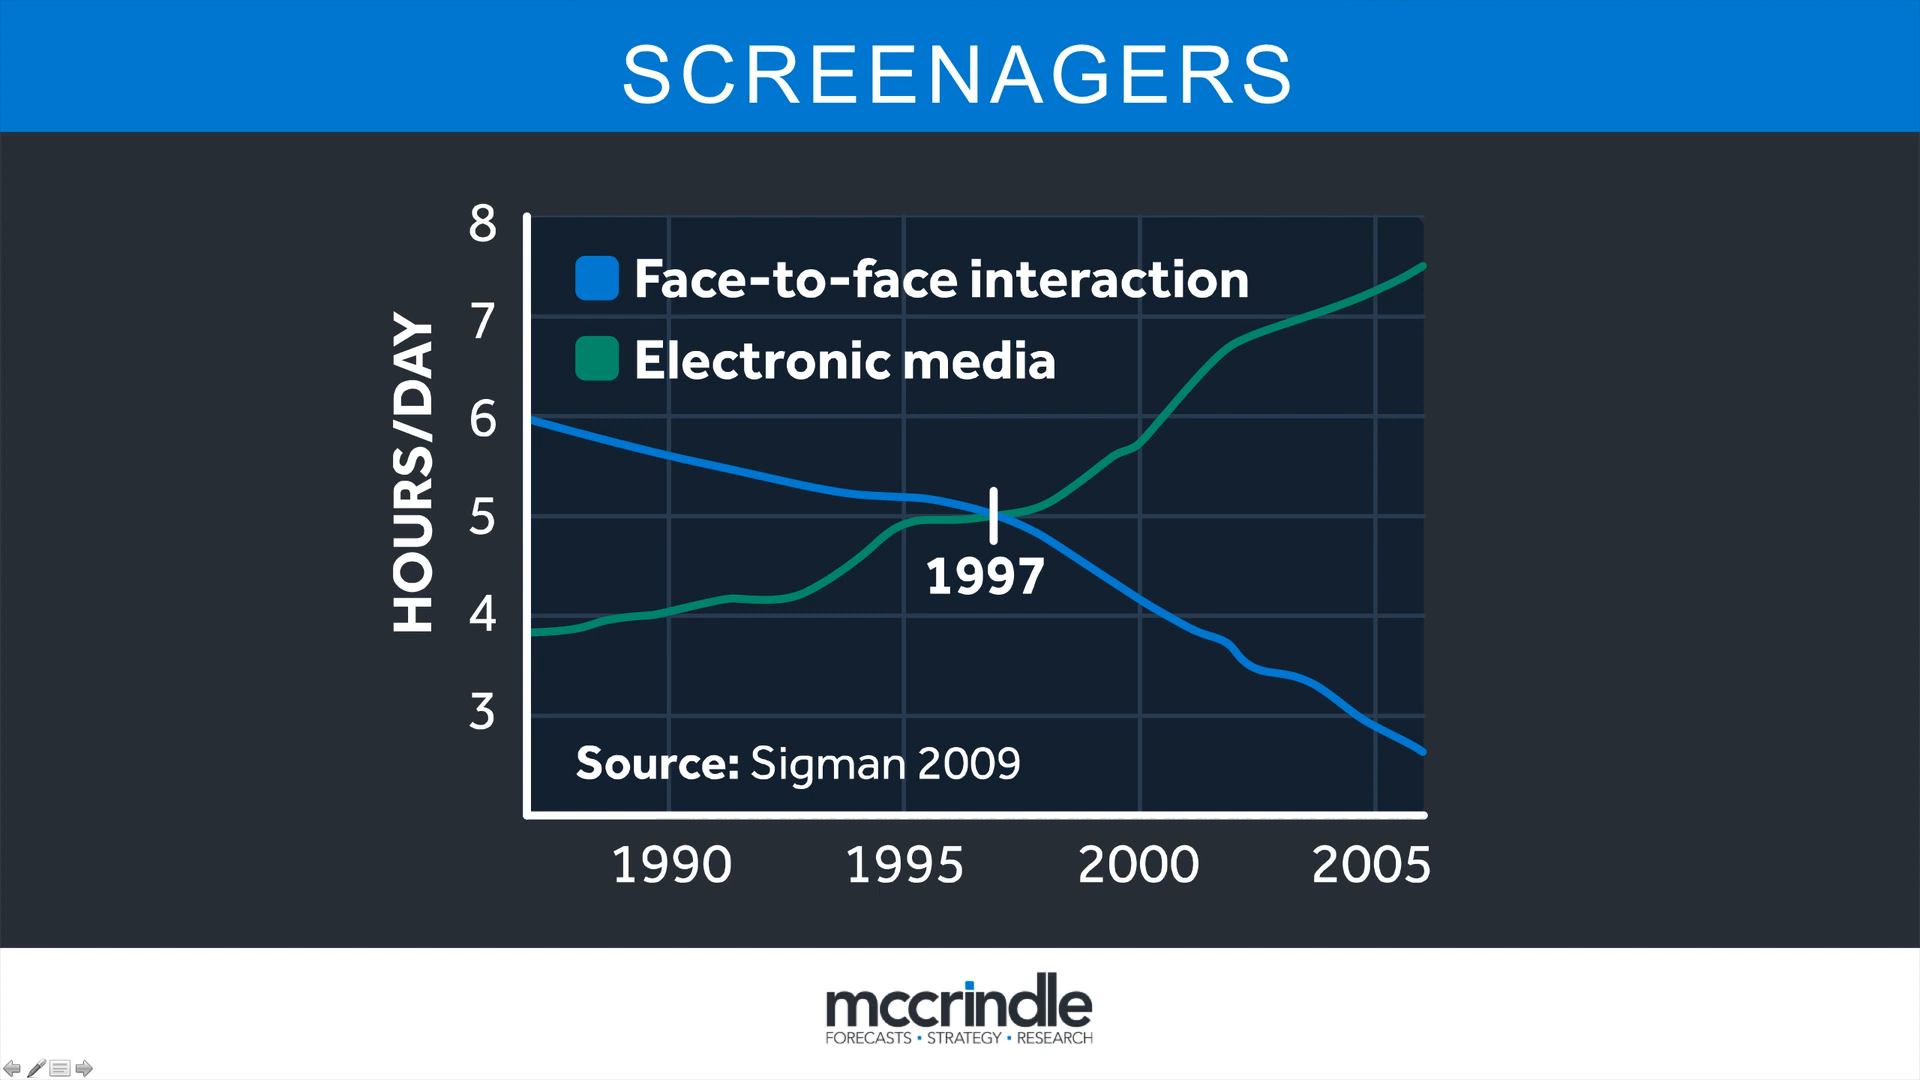 SCREENAGERS
Face-to-face interaction
Electronic media
HOURS/DAY
8
7
6
5
4
3
1997
Source: Sigman 2009
1990
1995
2000
2005
mccrindle
FORECASTS • STRATEGY • RESEARCH